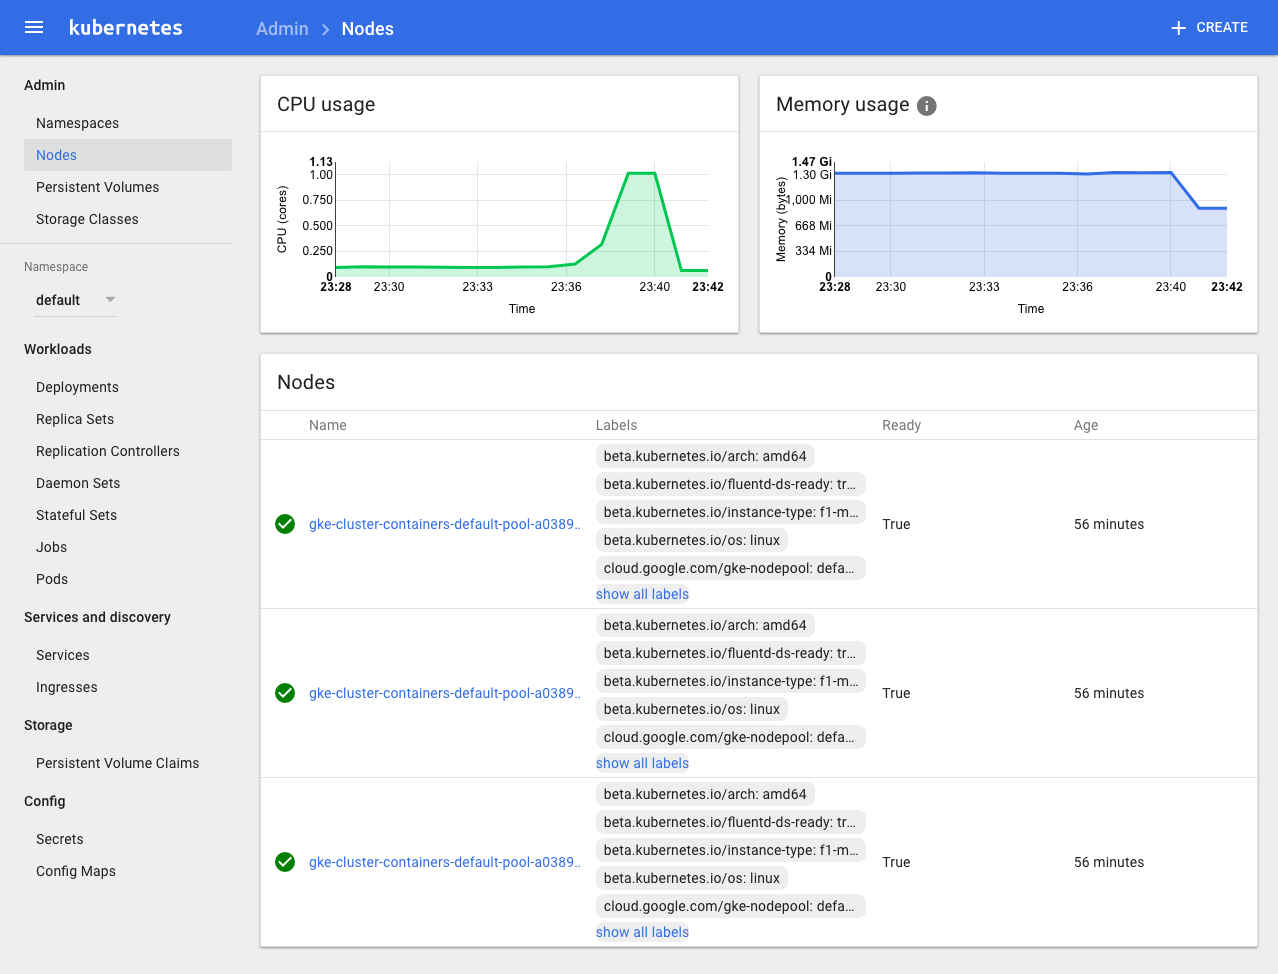 kubernetes
Admin > Nodes
CREATE
Admin
Namespaces
Nodes
Persistent Volumes
Storage Classes
Namespace
default
Workloads
Deployments
Replica Sets
Replication Controllers
Daemon Sets
Stateful Sets
Jobs
Pods
Services and discovery
Services
Ingresses
Storage
Persistent Volume Claims
Config
Secrets
Config Maps
CPU usage
CPU (cores)
1.13
1.00
0.750
0.500
0.250
0
23:28 23:30 23:33 23:36 23:40 23:42
Time
Memory usage
Memory (bytes)
1.47 Gi
1.30 Gi
1,000 Mi
668 Mi
334 Mi
0
23:28 23:30 23:33 23:36 23:40 23:42
Time
Nodes
Name Labels Ready Age
beta.kubernetes.io/arch: amd64
beta.kubernetes.io/fluentd-ds-ready: tr...
beta.kubernetes.io/instance-type: f1-m...
gke-cluster-containers-default-pool-a0389.. True 56 minutes
beta.kubernetes.io/os: linux
cloud.google.com/gke-nodepool: defa...
show all labels
beta.kubernetes.io/arch: amd64
beta.kubernetes.io/fluentd-ds-ready: tr...
beta.kubernetes.io/instance-type: f1-m...
gke-cluster-containers-default-pool-a0389.. True 56 minutes
beta.kubernetes.io/os: linux
cloud.google.com/gke-nodepool: defa...
show all labels
beta.kubernetes.io/arch: amd64
beta.kubernetes.io/fluentd-ds-ready: tr...
beta.kubernetes.io/instance-type: f1-m...
gke-cluster-containers-default-pool-a0389.. True 56 minutes
beta.kubernetes.io/os: linux
cloud.google.com/gke-nodepool: defa...
show all labels